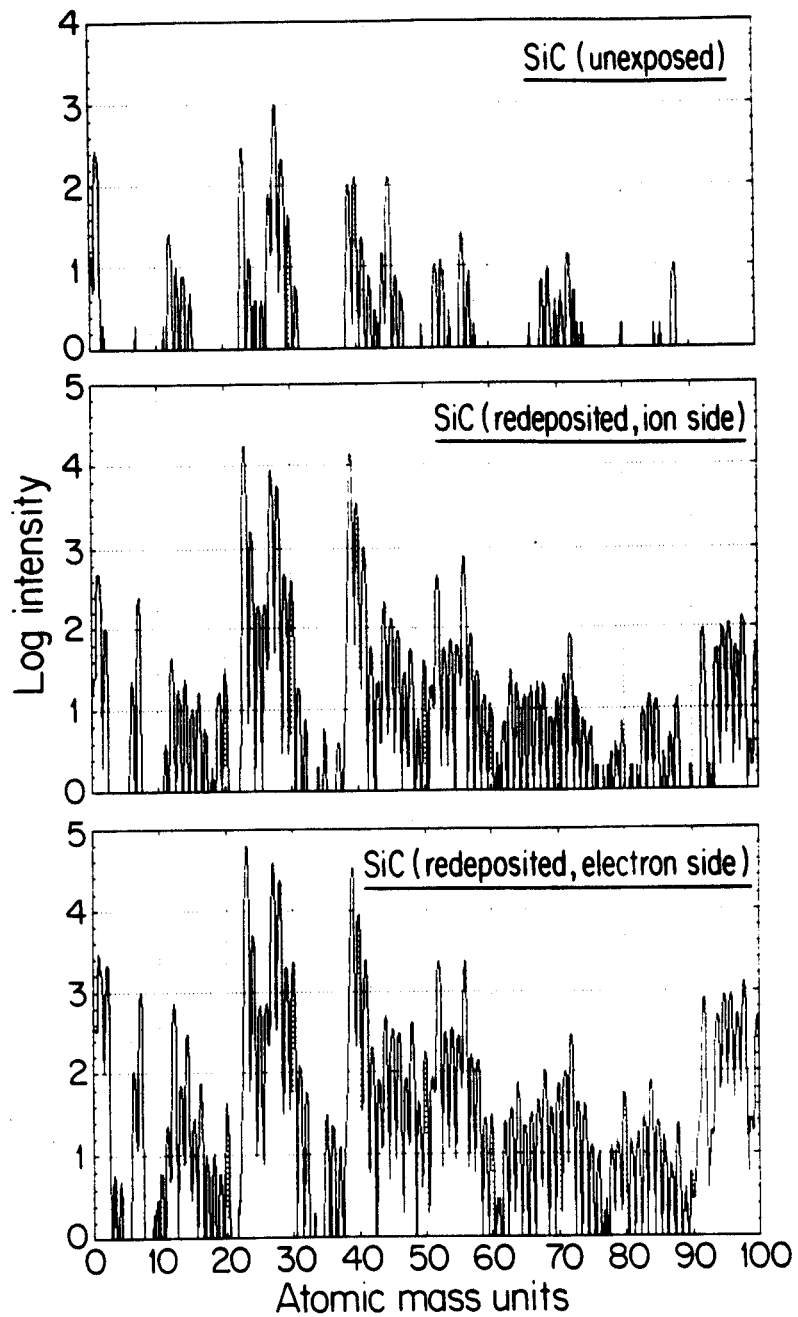 4
SiC (unexposed)
3
2
1
0
5
SiC (redeposited, ion side)
4
3
2
1
0
Log intensity
5
SiC (redeposited, electron side)
4
3
2
1
0
0 10 20 30 40 50 60 70 80 90 100
Atomic mass units